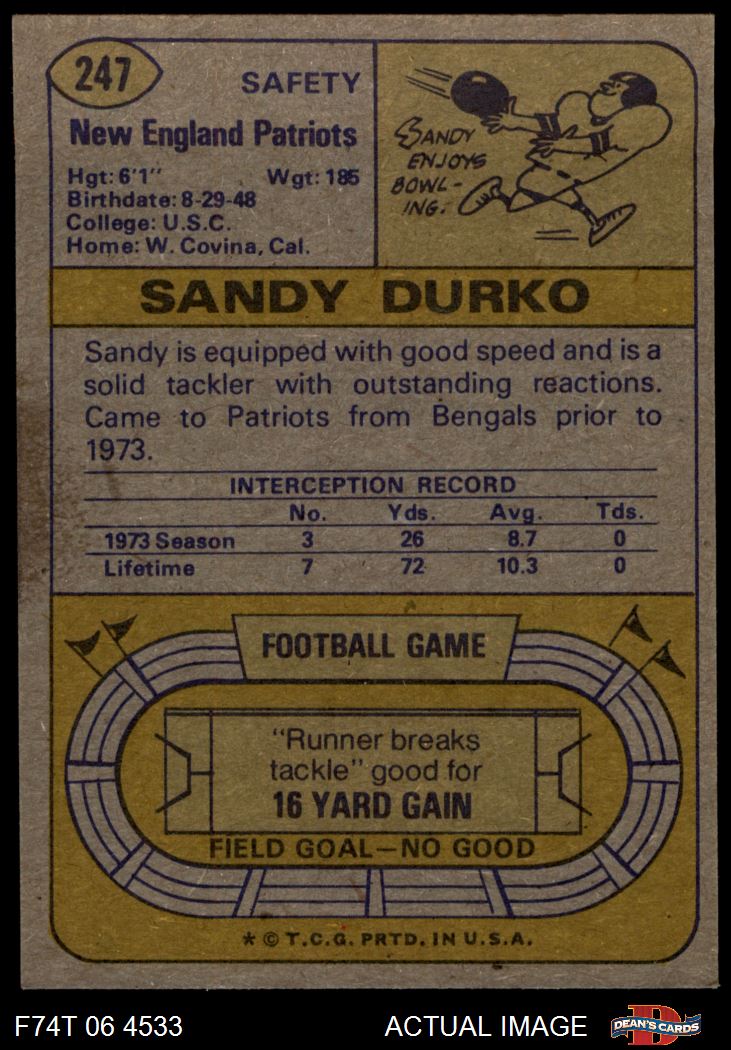 247
SAFETY
New England Patriots
Hgt: 6'1" Wgt: 185
Birthdate: 8-29-48
College: U.S.C.
Home: W. Covina, Cal.
SANDY
ENJOYS
BOWL-
ING.
SANDY DURKO
Sandy is equipped with good speed and is a
solid tackler with outstanding reactions.
Came to Patriots from Bengals prior to
1973.
INTERCEPTION RECORD
No. Yds. Avg. Tds.
1973 Season 3 26 8.7 0
Lifetime 7 72 10.3 0
FOOTBALL GAME
"Runner breaks
tackle" good for
16 YARD GAIN
FIELD GOAL—NO GOOD
* © T.C.G. PRTD. IN U.S.A.
F74T 06 4533 ACTUAL IMAGE
D
DEAN'S CARDS